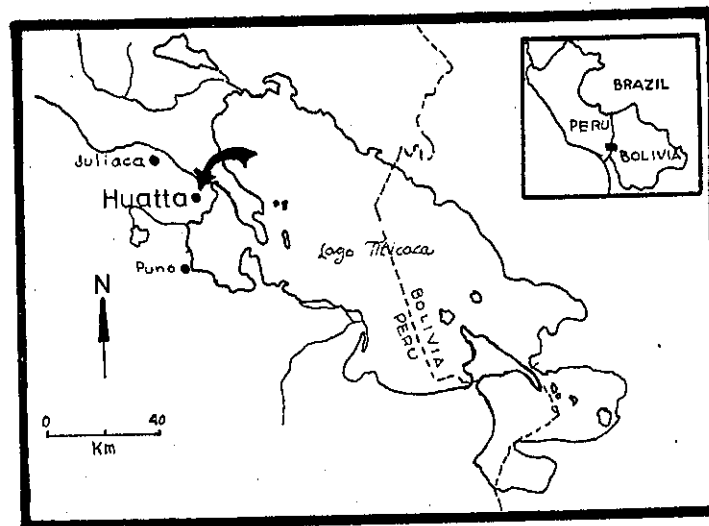 BRAZIL
PERU
BOLIVIA
Juliaca
Huatta
Puno
Lago Titicaca
BOLIVIA
PERU
N
0 40
Km